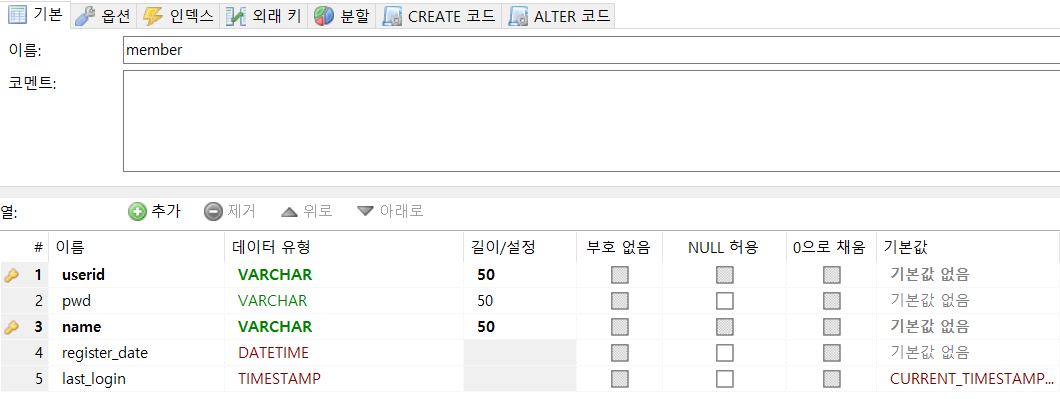 기본 옵션 인덱스 외래 키 분할 CREATE 코드 ALTER 코드
이름: member
코멘트:
열: 추가 제거 위로 아래로
# 이름 데이터 유형 길이/설정 부호 없음 NULL 허용 0으로 채움 기본값
1 userid VARCHAR 50 기본값 없음
2 pwd VARCHAR 50 기본값 없음
3 name VARCHAR 50 기본값 없음
4 register_date DATETIME 기본값 없음
5 last_login TIMESTAMP CURRENT_TIMESTAMP...